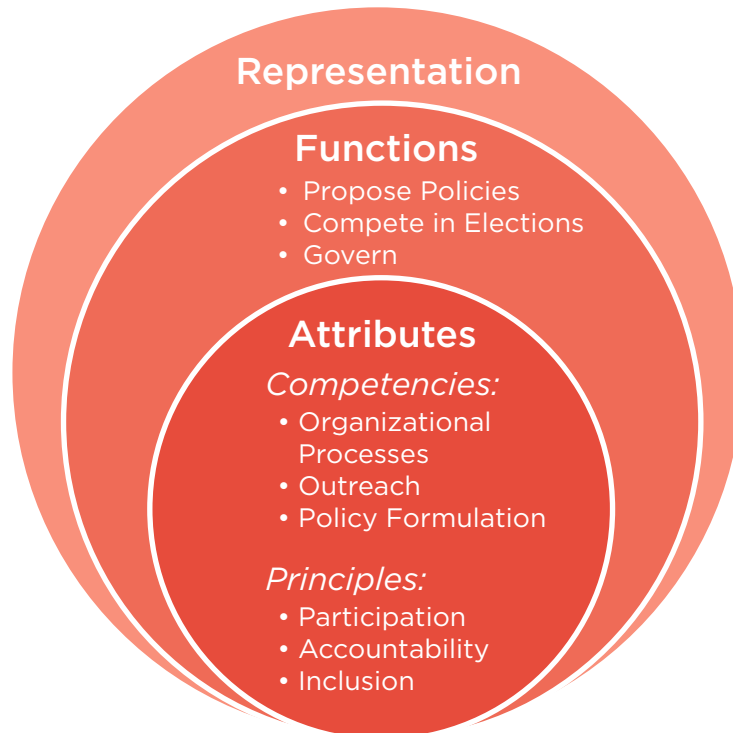 Representation
Functions
• Propose Policies
• Compete in Elections
• Govern
Attributes
Competencies:
• Organizational
Processes
• Outreach
• Policy Formulation
Principles:
• Participation
• Accountability
• Inclusion